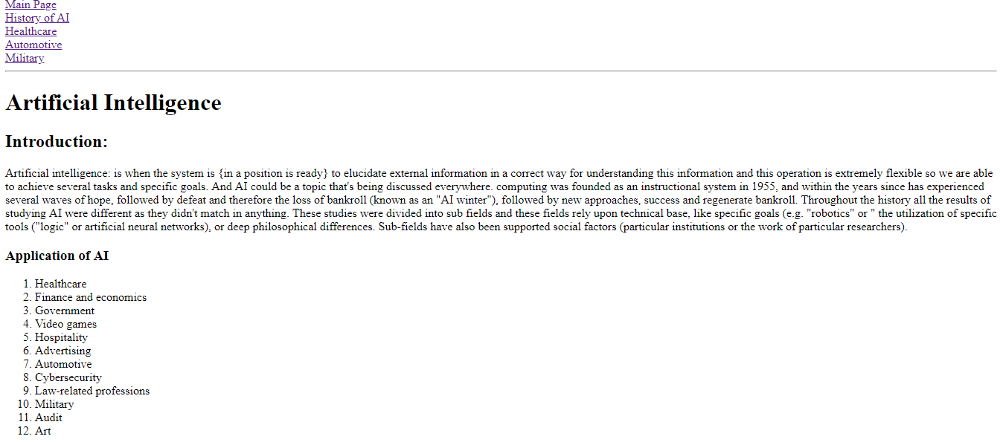 Main Page
History of AI
Healthcare
Automotive
Military
Artificial Intelligence
Introduction:
Artificial intelligence: is when the system is {in a position is ready} to elucidate external information in a correct way for understanding this information and this operation is extremely flexible so we are able
to achieve several tasks and specific goals. And AI could be a topic that's being discussed everywhere. computing was founded as an instructional system in 1955, and within the years since has experienced
several waves of hope, followed by defeat and therefore the loss of bankroll (known as an "AI winter"), followed by new approaches, success and regenerate bankroll. Throughout the history all the results of
studying AI were different as they didn't match in anything. These studies were divided into sub fields and these fields rely upon technical base, like specific goals (e.g. "robotics" or " the utilization of specific
tools ("logic" or artificial neural networks), or deep philosophical differences. Sub-fields have also been supported social factors (particular institutions or the work of particular researchers).
Application of AI
1. Healthcare
2. Finance and economics
3. Government
4. Video games
5. Hospitality
6. Advertising
7. Automotive
8. Cybersecurity
9. Law-related professions
10. Military
11. Audit
12. Art